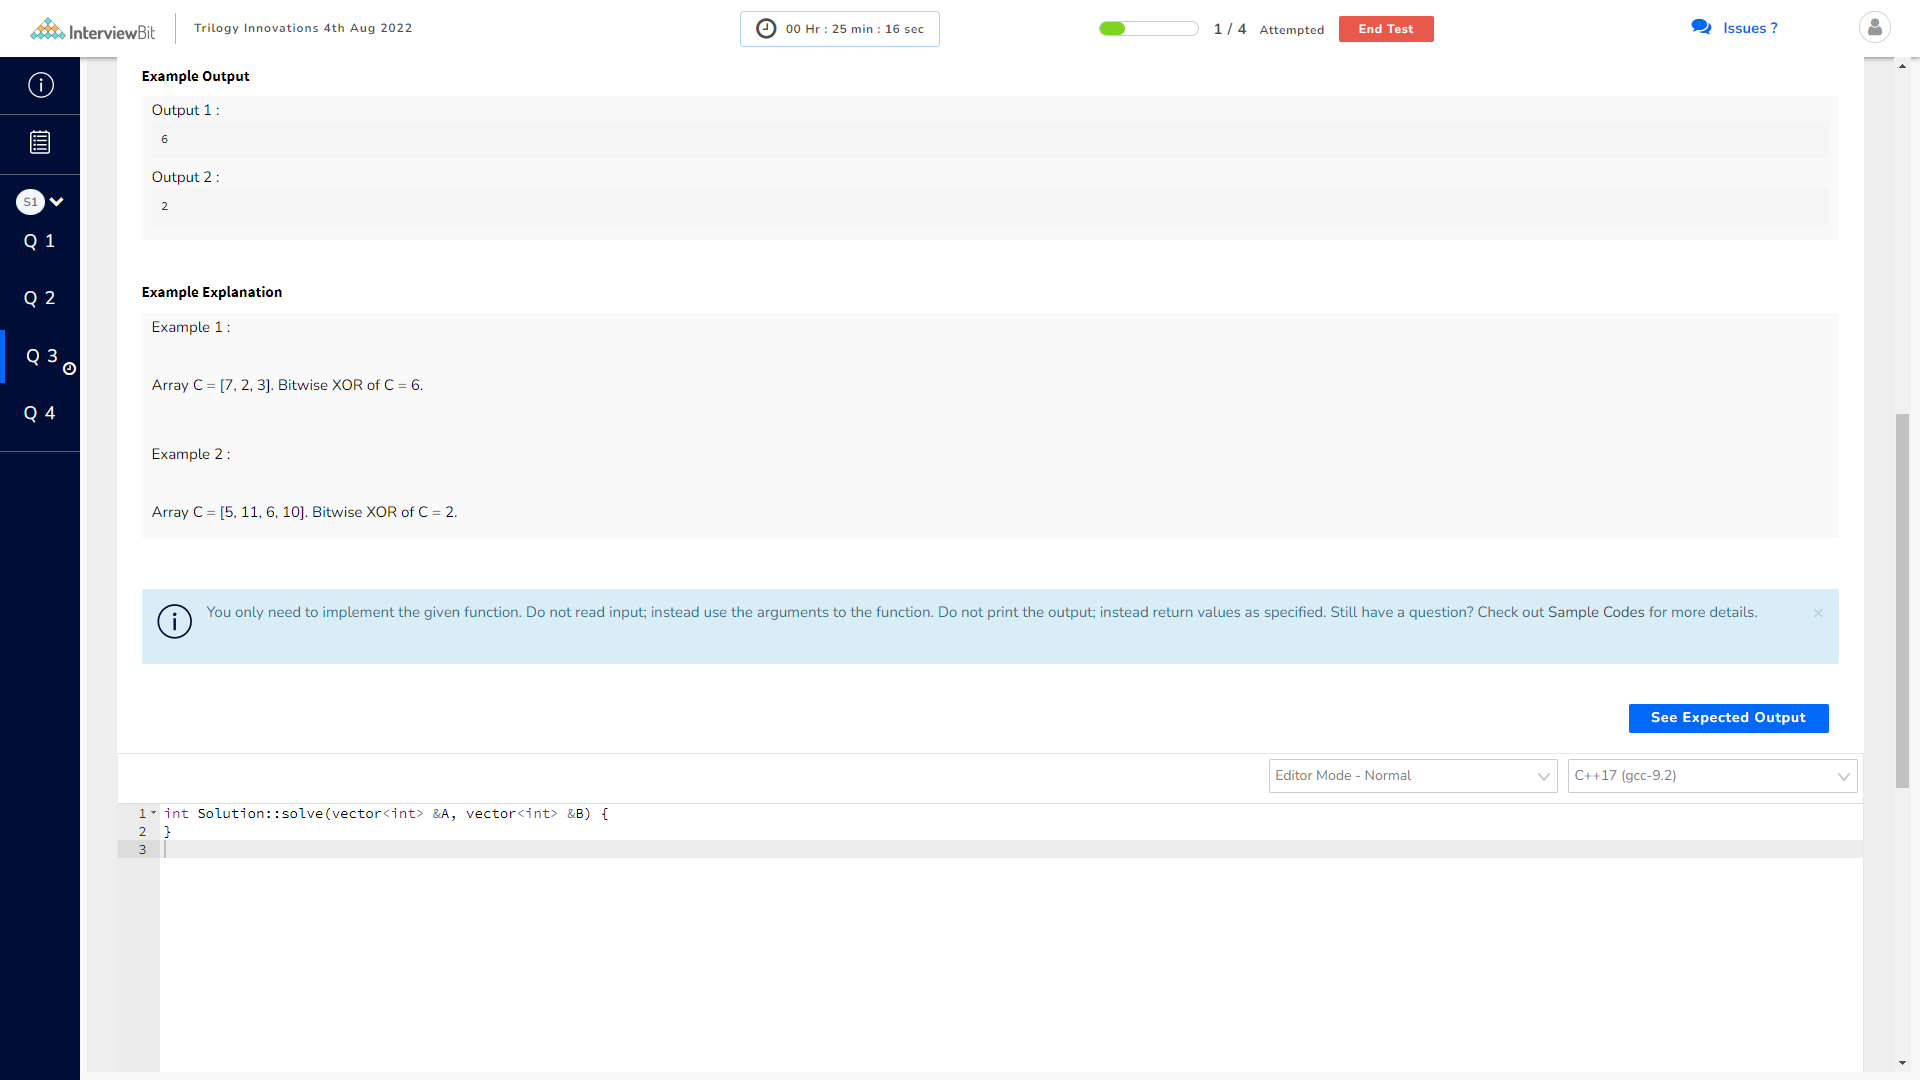 InterviewBit
Trilogy Innovations 4th Aug 2022
00 Hr : 25 min : 16 sec
1 / 4 Attempted
End Test
Issues ?
S1
Q 1
Q 2
Q 3
Q 4
Example Output
Output 1 :
6
Output 2 :
2
Example Explanation
Example 1 :
Array C = [7, 2, 3]. Bitwise XOR of C = 6.
Example 2 :
Array C = [5, 11, 6, 10]. Bitwise XOR of C = 2.
You only need to implement the given function. Do not read input; instead use the arguments to the function. Do not print the output; instead return values as specified. Still have a question? Check out Sample Codes for more details.
×
See Expected Output
Editor Mode - Normal
C++17 (gcc-9.2)
1 int Solution::solve(vector<int> &A, vector<int> &B) {
2 }
3